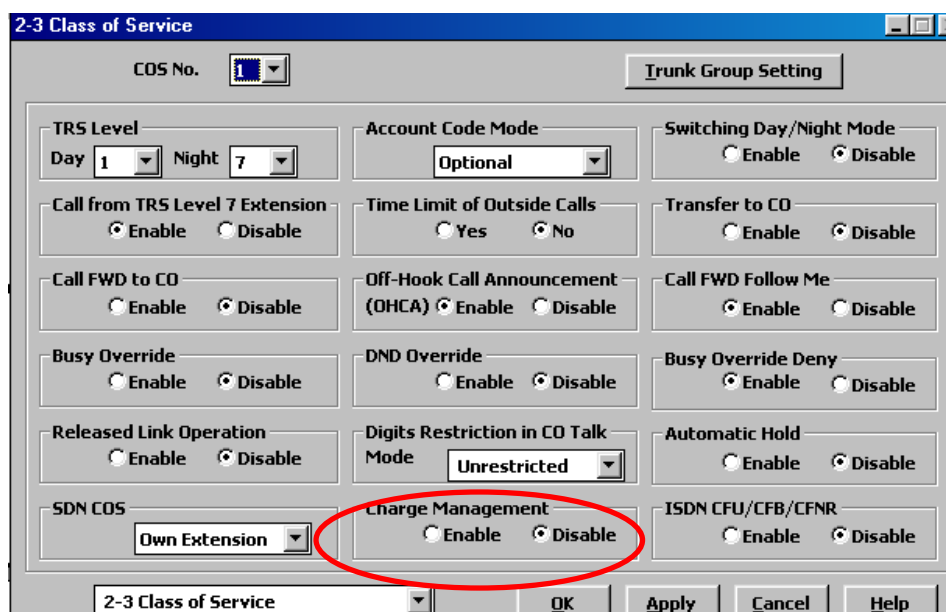 2-3 Class of Service
COS No. 1 Trunk Group Setting
TRS Level
Day 1 Night 7
Account Code Mode
Optional
Switching Day/Night Mode
Enable Disable
Call from TRS Level 7 Extension
Enable Disable
Time Limit of Outside Calls
Yes No
Transfer to CO
Enable Disable
Call FWD to CO
Enable Disable
Off-Hook Call Announcement
(OHCA) Enable Disable
Call FWD Follow Me
Enable Disable
Busy Override
Enable Disable
DND Override
Enable Disable
Busy Override Deny
Enable Disable
Released Link Operation
Enable Disable
Digits Restriction in CO Talk
Mode Unrestricted
Automatic Hold
Enable Disable
SDN COS
Own Extension
Charge Management
Enable Disable
ISDN CFU/CFB/CFNR
Enable Disable
2-3 Class of Service OK Apply Cancel Help